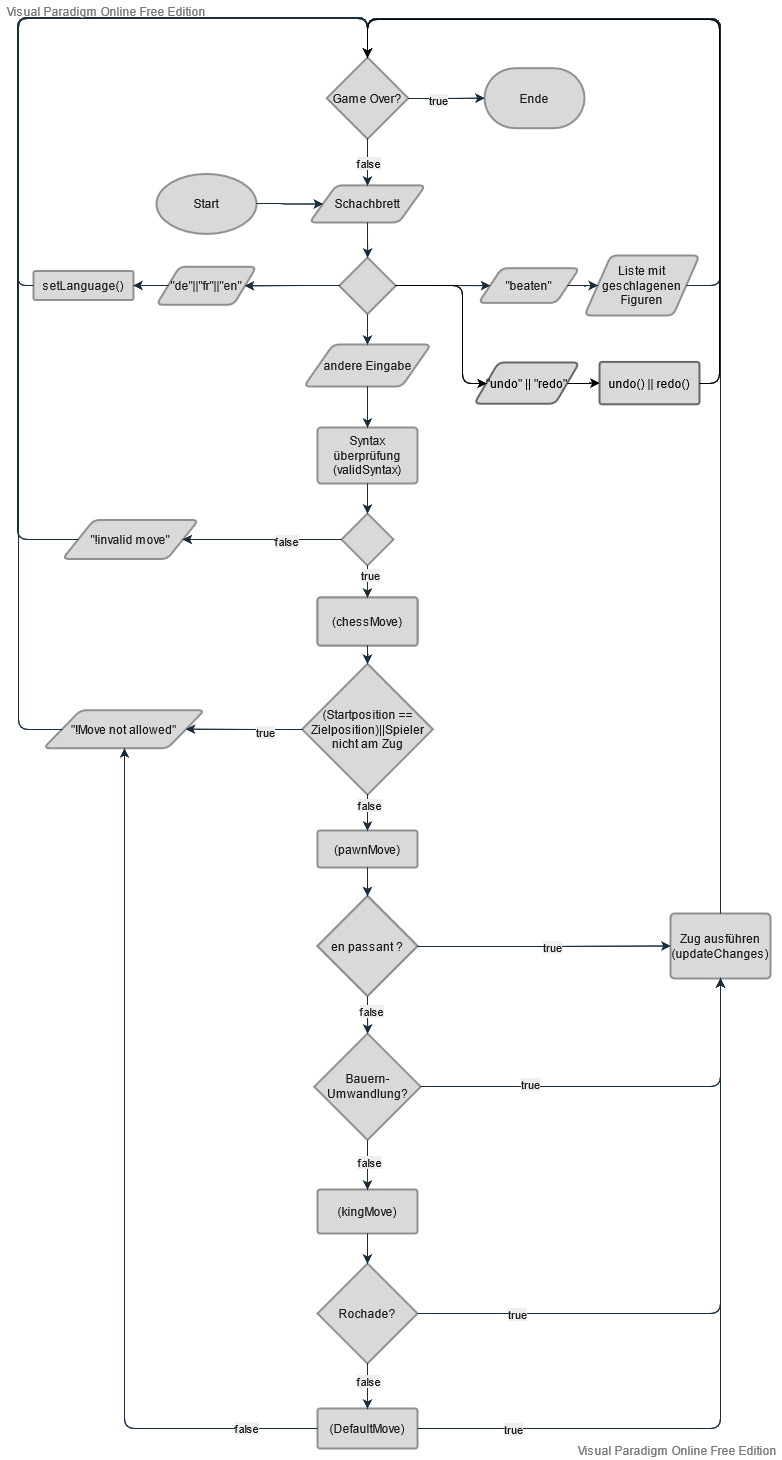 Visual Paradigm Online Free Edition
Game Over?
true
Ende
false
Start
Schachbrett
setLanguage()
"de"||"fr"||"en"
"beaten"
Liste mit
geschlagenen
Figuren
andere Eingabe
"undo" || "redo"
undo() || redo()
Syntax
überprüfung
(validSyntax)
"!invalid move"
false
true
(chessMove)
"!Move not allowed"
true
(Startposition ==
Zielposition)||Spieler
nicht am Zug
false
(pawnMove)
en passant ?
true
Zug ausführen
(updateChanges)
false
Bauern-
Umwandlung?
true
false
(kingMove)
Rochade?
true
false
false
(DefaultMove)
true
Visual Paradigm Online Free Edition